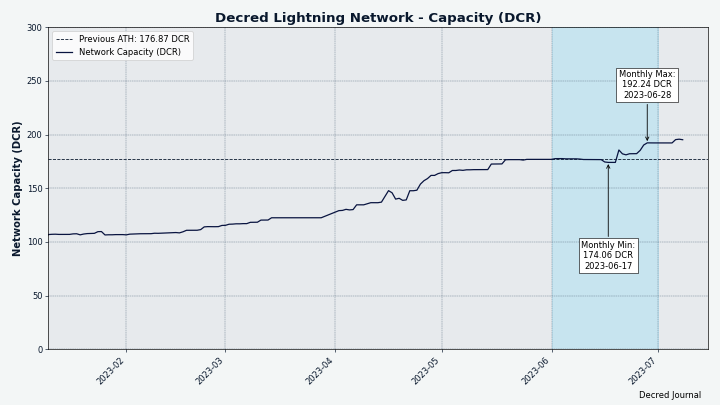 Decred Lightning Network - Capacity (DCR)
Previous ATH: 176.87 DCR
Network Capacity (DCR)
Network Capacity (DCR)
300
250
200
150
100
50
0
Monthly Max:
192.24 DCR
2023-06-28
Monthly Min:
174.06 DCR
2023-06-17
2023-02
2023-03
2023-04
2023-05
2023-06
2023-07
Decred Journal